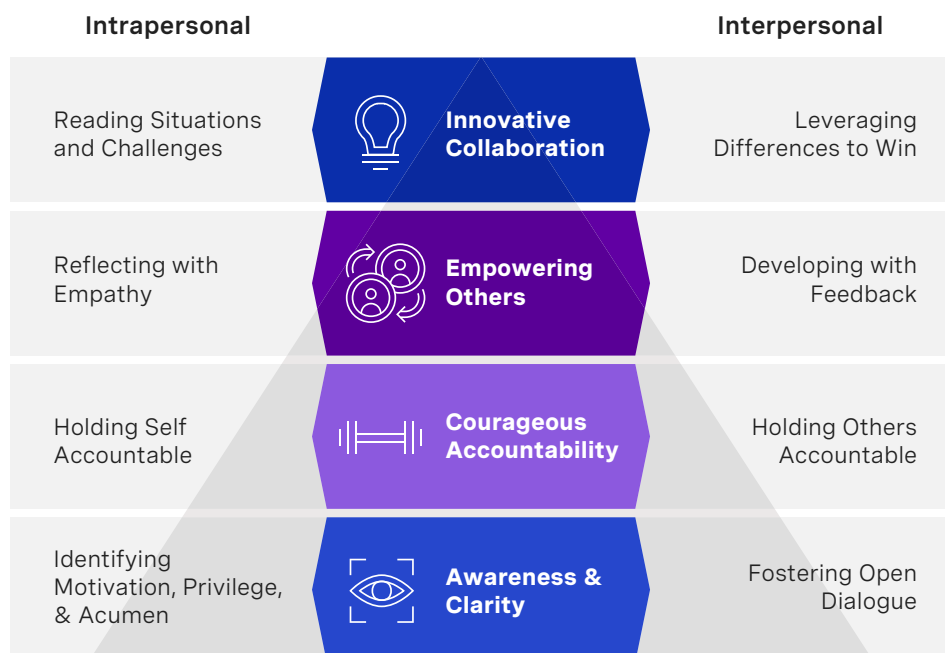 Intrapersonal
Interpersonal
Reading Situations
and Challenges
Innovative
Collaboration
Leveraging
Differences to Win
Reflecting with
Empathy
Empowering
Others
Developing with
Feedback
Holding Self
Accountable
Courageous
Accountability
Holding Others
Accountable
Identifying
Motivation, Privilege,
& Acumen
Awareness &
Clarity
Fostering Open
Dialogue